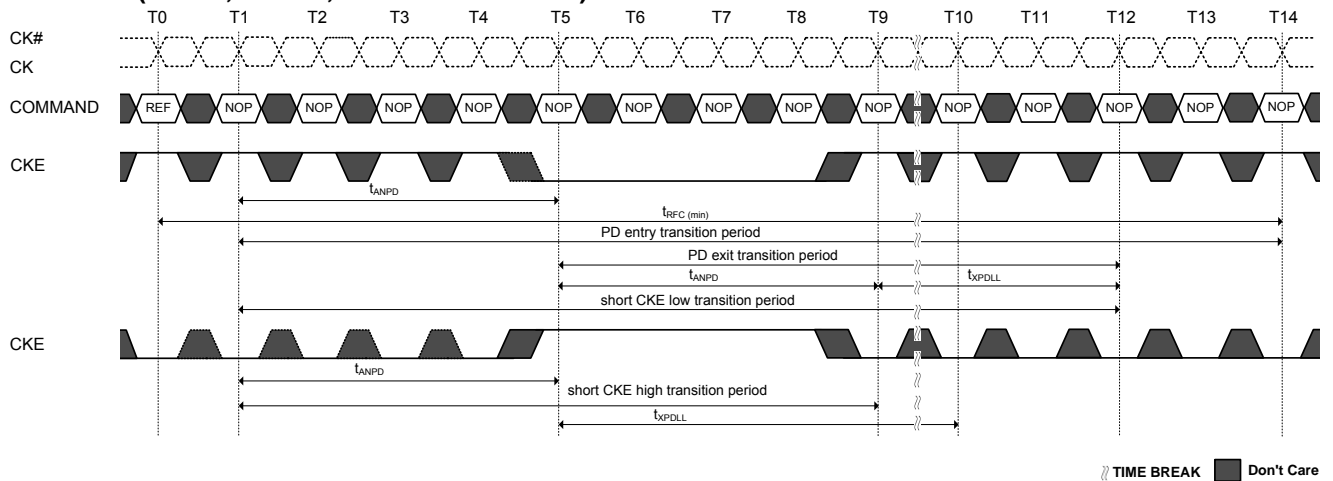 T0 T1 T2 T3 T4 T5 T6 T7 T8 T9 T10 T11 T12 T13 T14
CK#
CK
COMMAND REF NOP NOP NOP NOP NOP NOP NOP NOP NOP NOP NOP NOP NOP NOP
CKE
tANPD
tRFC (min)
PD entry transition period
PD exit transition period
tANPD tXPDLL
short CKE low transition period
CKE
tANPD
short CKE high transition period
tXPDLL
TIME BREAK Don't Care